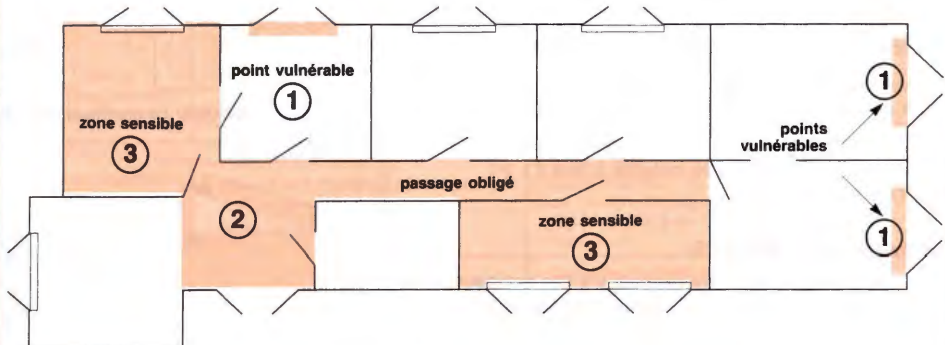 point vulnérable
1
zone sensible
3
1
points
vulnérables
passage obligé
2
zone sensible
3
1